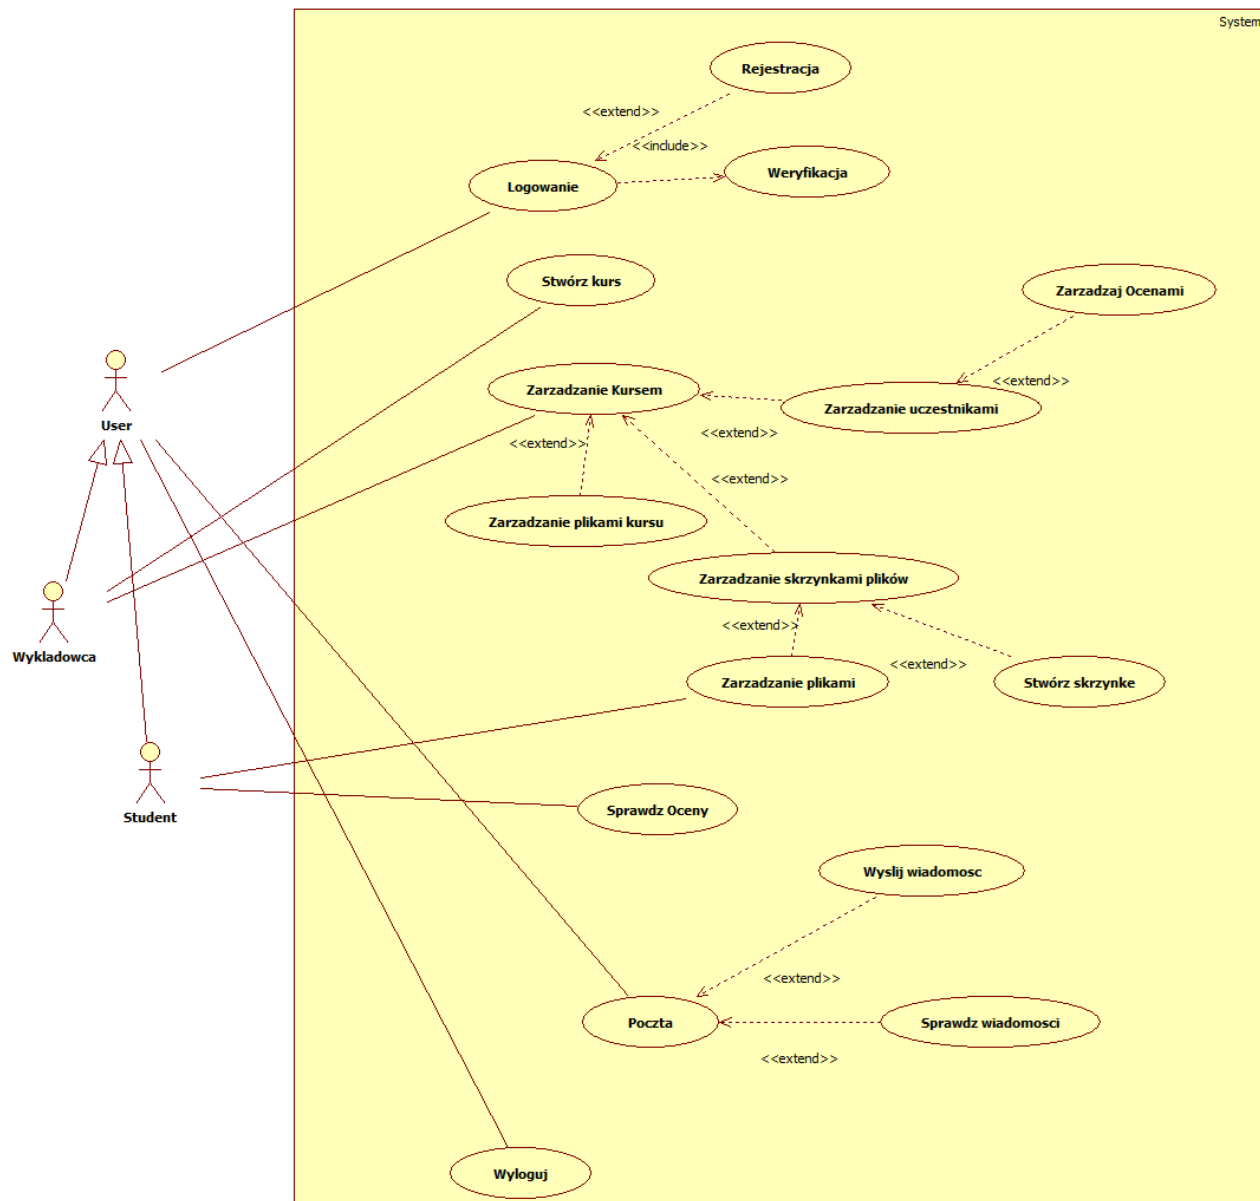 System
Rejestracja
<<extend>>
<<include>>
Weryfikacja
Logowanie
Stwórz kurs
Zarzadzaj Ocenami
<<extend>>
Zarzadzanie Kursem
Zarzadzanie uczestnikami
User
<<extend>>
<<extend>>
<<extend>>
Zarzadzanie plikami kursu
Zarzadzanie skrzynkami plików
<<extend>>
Wykladowca
<<extend>>
Zarzadzanie plikami
Stwórz skrzynke
Student
Sprawdz Oceny
Wyslij wiadomosc
<<extend>>
Poczta
Sprawdz wiadomosci
<<extend>>
Wyloguj